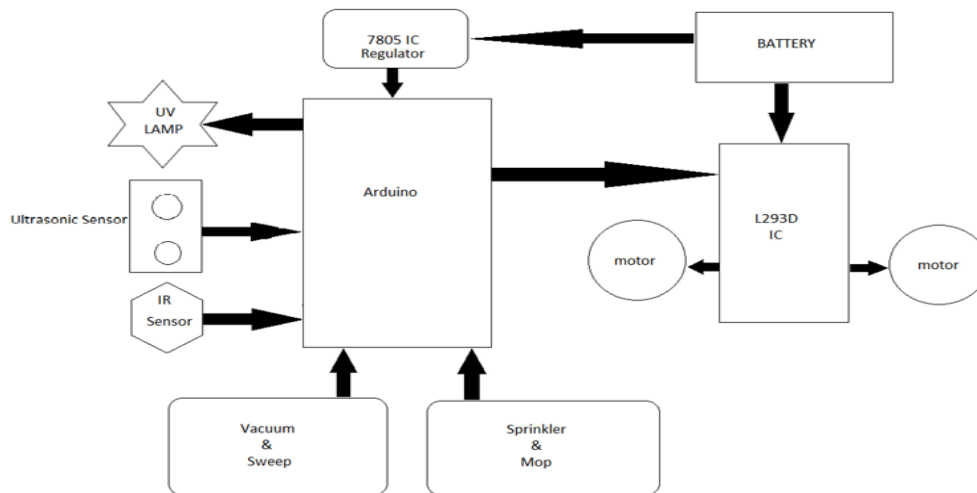 7805 IC
Regulator
BATTERY
UV
LAMP
Arduino
Ultrasonic Sensor
L293D
IC
motor
motor
IR
Sensor
Vacuum
&
Sweep
Sprinkler
&
Mop